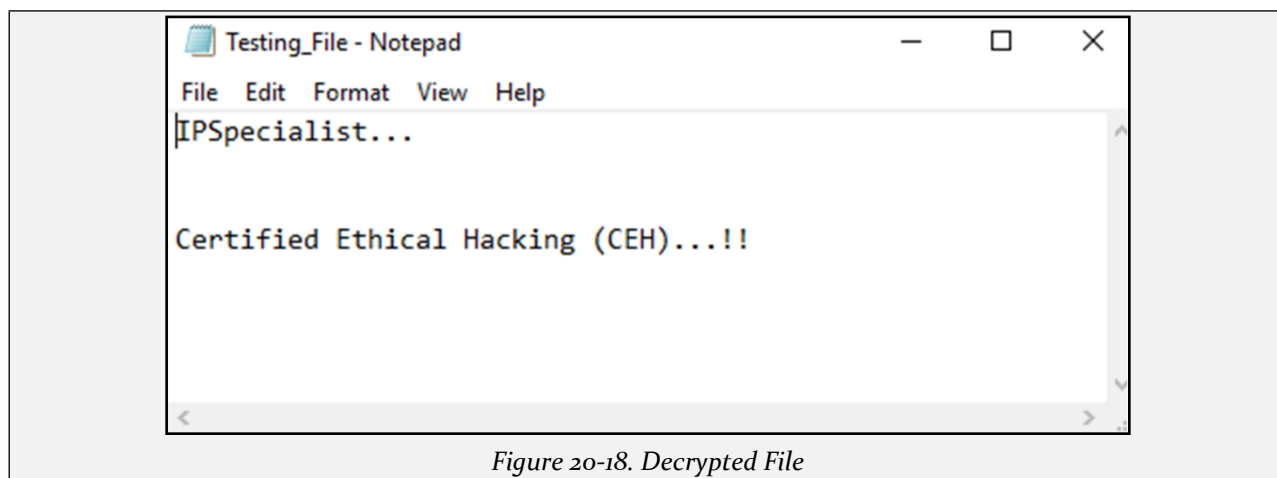 Testing_File - Notepad
File Edit Format View Help
IPSpecialist...
Certified Ethical Hacking (CEH)...!!
Figure 20-18. Decrypted File